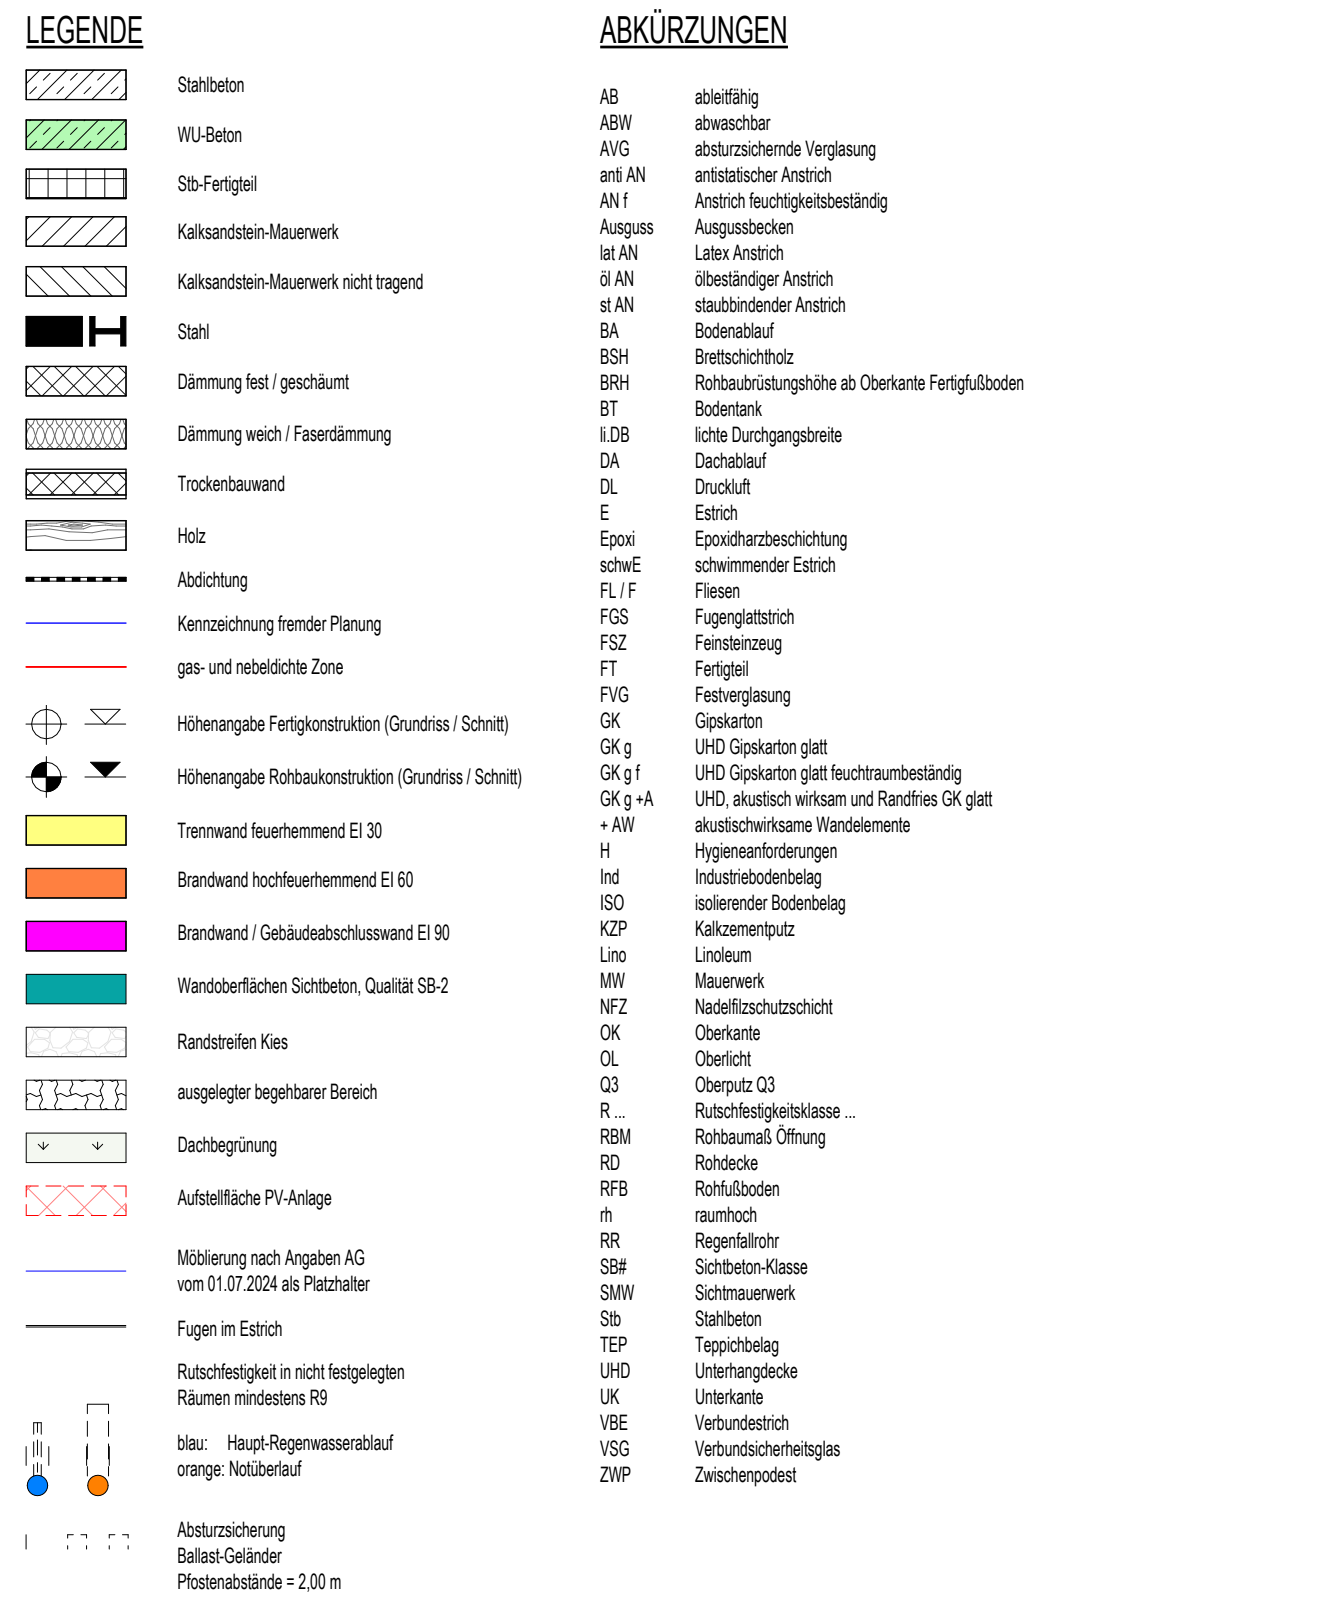 LEGENDE
Stahlbeton
WU-Beton
Stb-Fertigteil
Kalksandstein-Mauerwerk
Kalksandstein-Mauerwerk nicht tragend
Stahl
Dämmung fest / geschäumt
Dämmung weich / Faserdämmung
Trockenbauwand
Holz
Abdichtung
Kennzeichnung fremder Planung
gas- und nebeldichte Zone
Höhenangabe Fertigkonstruktion (Grundriss / Schnitt)
Höhenangabe Rohbaukonstruktion (Grundriss / Schnitt)
Trennwand feuerhemmend EI 30
Brandwand hochfeuerhemmend EI 60
Brandwand / Gebäudeabschlusswand EI 90
Wandoberflächen Sichtbeton, Qualität SB-2
Randstreifen Kies
ausgelegter begehbarer Bereich
Dachbegrünung
Aufstellfläche PV-Anlage
Möblierung nach Angaben AG
vom 01.07.2024 als Platzhalter
Fugen im Estrich
Rutschfestigkeit in nicht festgelegten
Räumen mindestens R9
blau: Haupt-Regenwasserablauf
orange: Notüberlauf
Absturzsicherung
Ballast-Geländer
Pfostenabstände = 2,00 m
ABKÜRZUNGEN
AB ableitfähig
ABW abwaschbar
AVG absturzsichernde Verglasung
anti AN antistatischer Anstrich
AN f Anstrich feuchtigkeitsbeständig
Ausguss Ausgussbecken
lat AN Latex Anstrich
öl AN ölbeständiger Anstrich
st AN staubbindender Anstrich
BA Bodenablauf
BSH Brettschichtholz
BRH Rohbaubrüstungshöhe ab Oberkante Fertigfußboden
BT Bodentank
li.DB lichte Durchgangsbreite
DA Dachablauf
DL Druckluft
E Estrich
Epoxi Epoxidharzbeschichtung
schwE schwimmender Estrich
FL / F Fliesen
FGS Fugenglattstrich
FSZ Feinsteinzeug
FT Fertigteil
FVG Festverglasung
GK Gipskarton
GK g UHD Gipskarton glatt
GK g f UHD Gipskarton glatt feuchtraumbeständig
GK g +A UHD, akustisch wirksam und Randfries GK glatt
+ AW akustischwirksame Wandelemente
H Hygieneanforderungen
Ind Industriebodenbelag
ISO isolierender Bodenbelag
KZP Kalkzementputz
Lino Linoleum
MW Mauerwerk
NFZ Nadelfilzschutzschicht
OK Oberkante
OL Oberlicht
Q3 Oberputz Q3
R ... Rutschfestigkeitsklasse ...
RBM Rohbaumaß Öffnung
RD Rohdecke
RFB Rohfußboden
rh raumhoch
RR Regenfallrohr
SB# Sichtbeton-Klasse
SMW Sichtmauerwerk
Stb Stahlbeton
TEP Teppichbelag
UHD Unterhangdecke
UK Unterkante
VBE Verbundestrich
VSG Verbundsicherheitsglas
ZWP Zwischenpodest